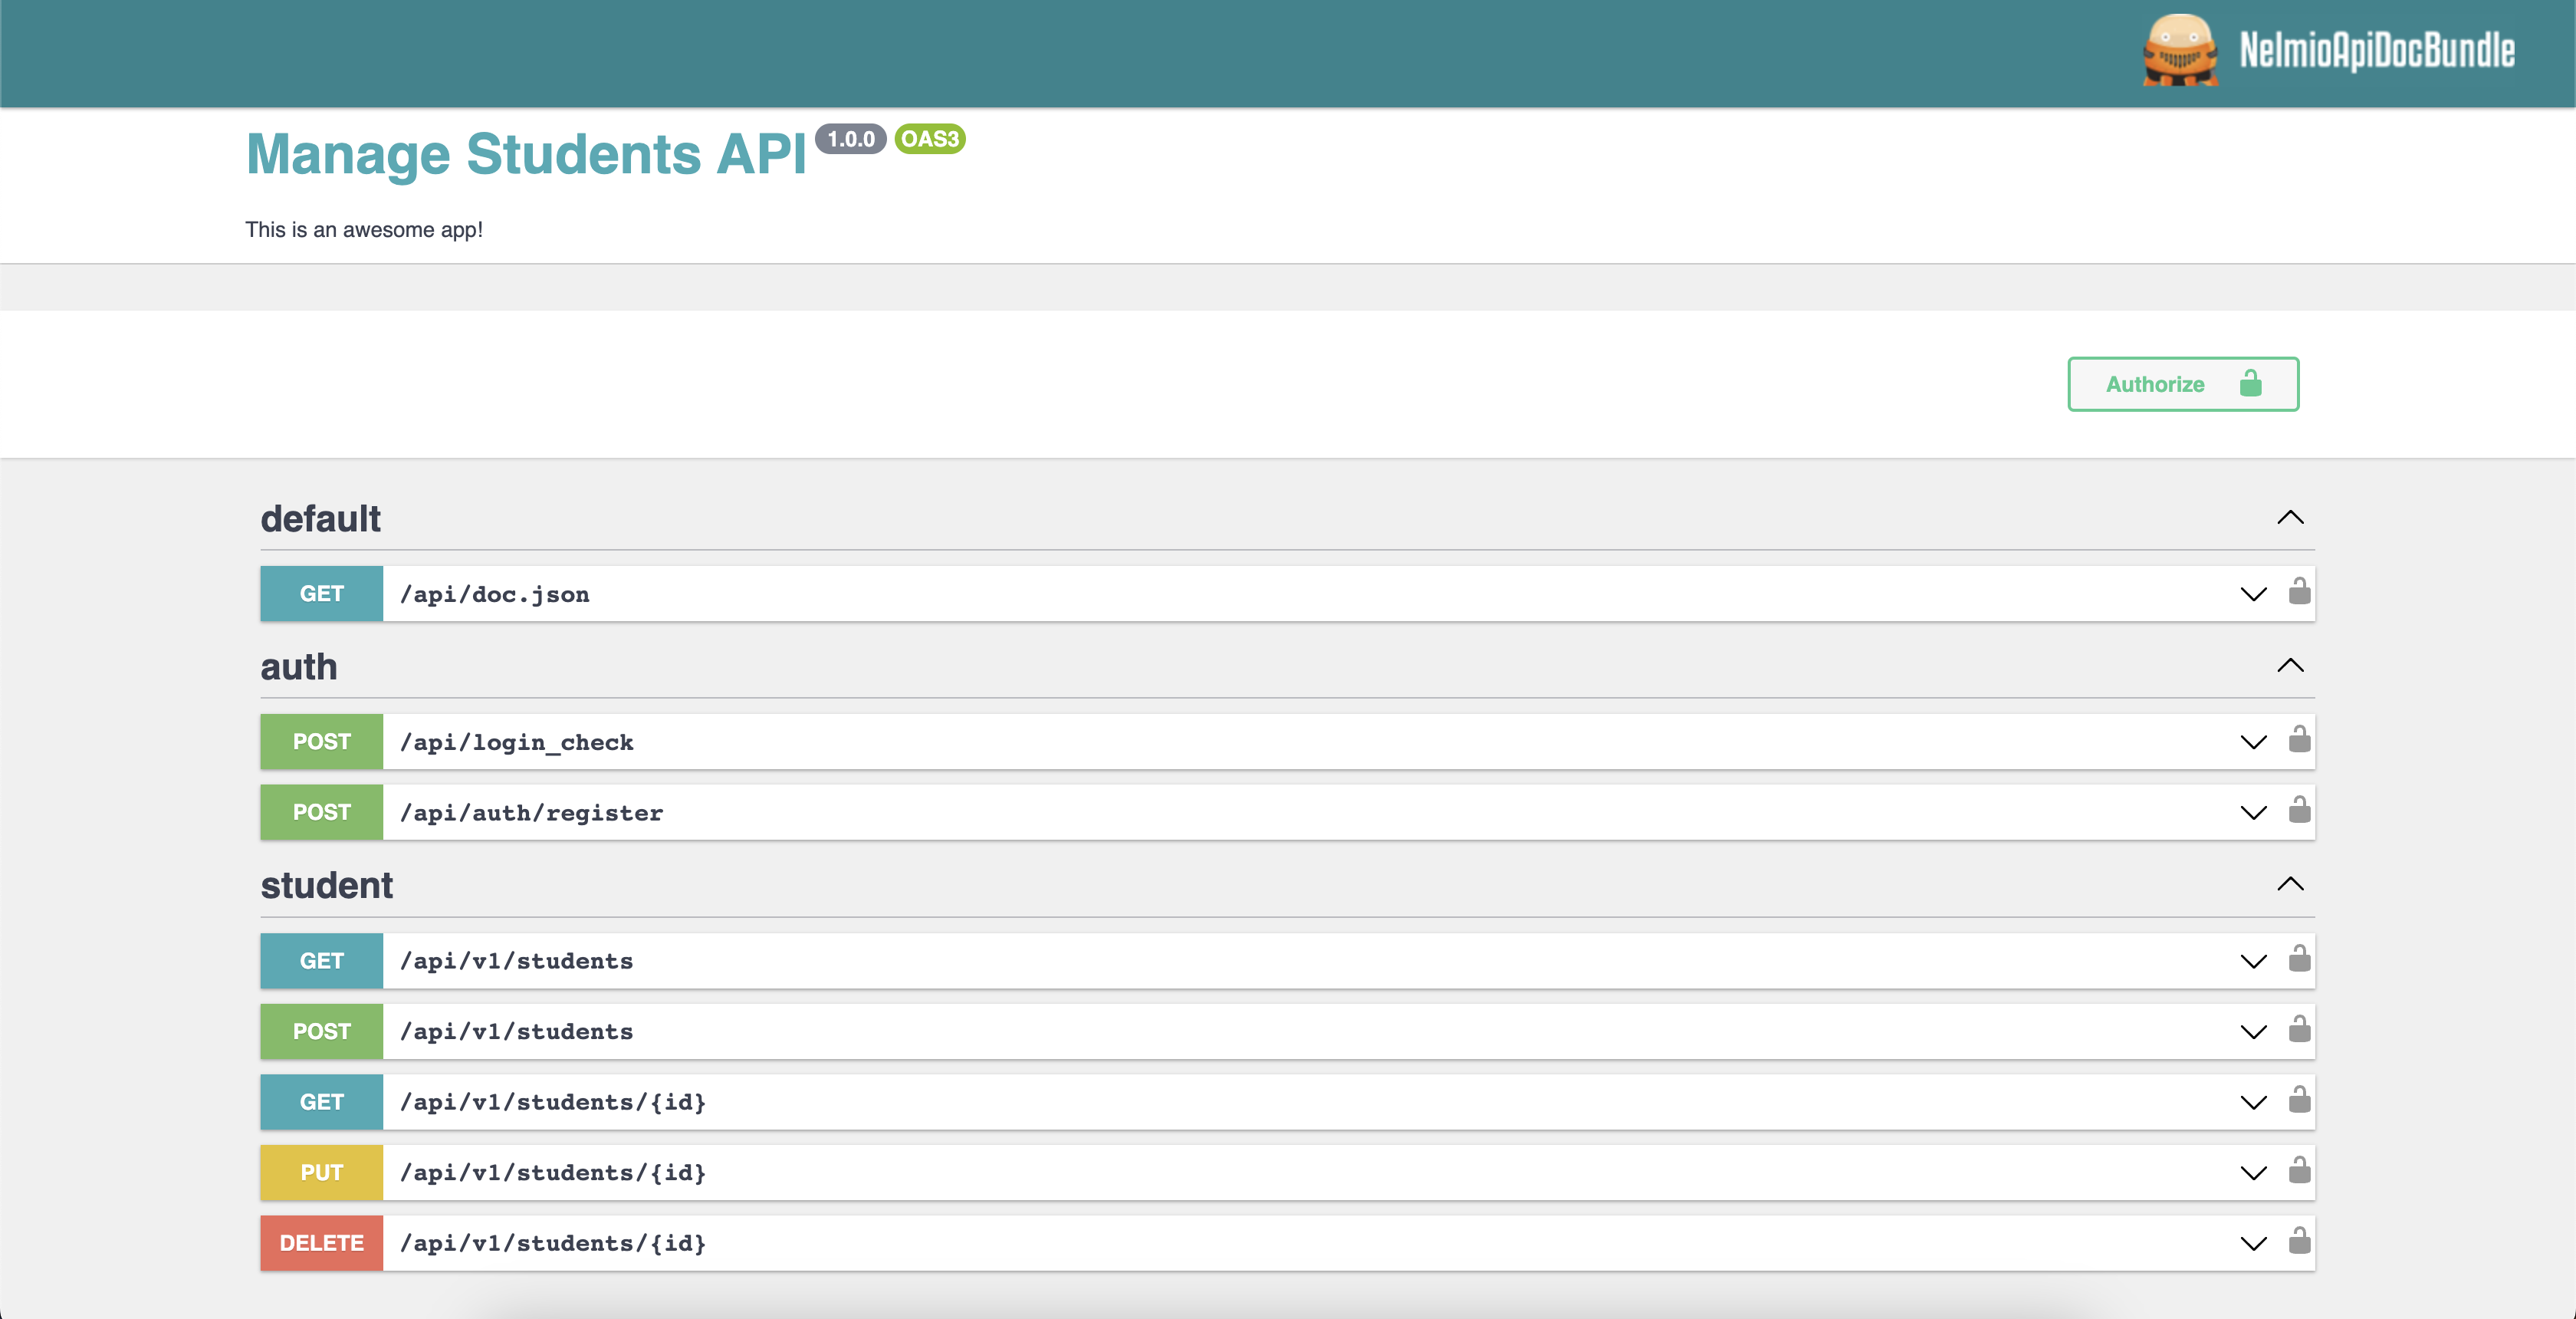 NelmioApiDocBundle
Manage Students API 1.0.0 OAS3
This is an awesome app!
Authorize
default
GET /api/doc.json
auth
POST /api/login_check
POST /api/auth/register
student
GET /api/v1/students
POST /api/v1/students
GET /api/v1/students/{id}
PUT /api/v1/students/{id}
DELETE /api/v1/students/{id}